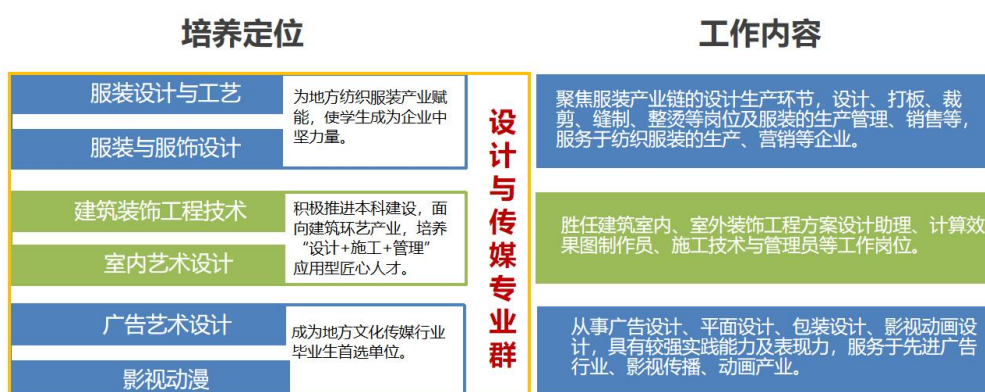 培养定位
工作内容
服装设计与工艺
服装与服饰设计
为地方纺织服装产业赋
能，使学生成为企业中
坚力量。
建筑装饰工程技术
室内艺术设计
积极推进本科建设，面
向建筑环艺产业，培养
“设计+施工+管理”
应用型匠心人才。
广告艺术设计
影视动漫
成为地方文化传媒行业
毕业生首选单位。
设计与传媒专业群
聚焦服装产业链的设计生产环节，设计、打板、裁
剪、缝制、整烫等岗位及服装的生产管理、销售等，
服务于纺织服装的生产、营销等企业。
胜任建筑室内、室外装饰工程方案设计助理、计算效
果图制作员、施工技术与管理员等工作岗位。
从事广告设计、平面设计、包装设计、影视动画设
计，具有较强实践能力及表现力，服务于先进广告
行业、影视传播、动画产业。